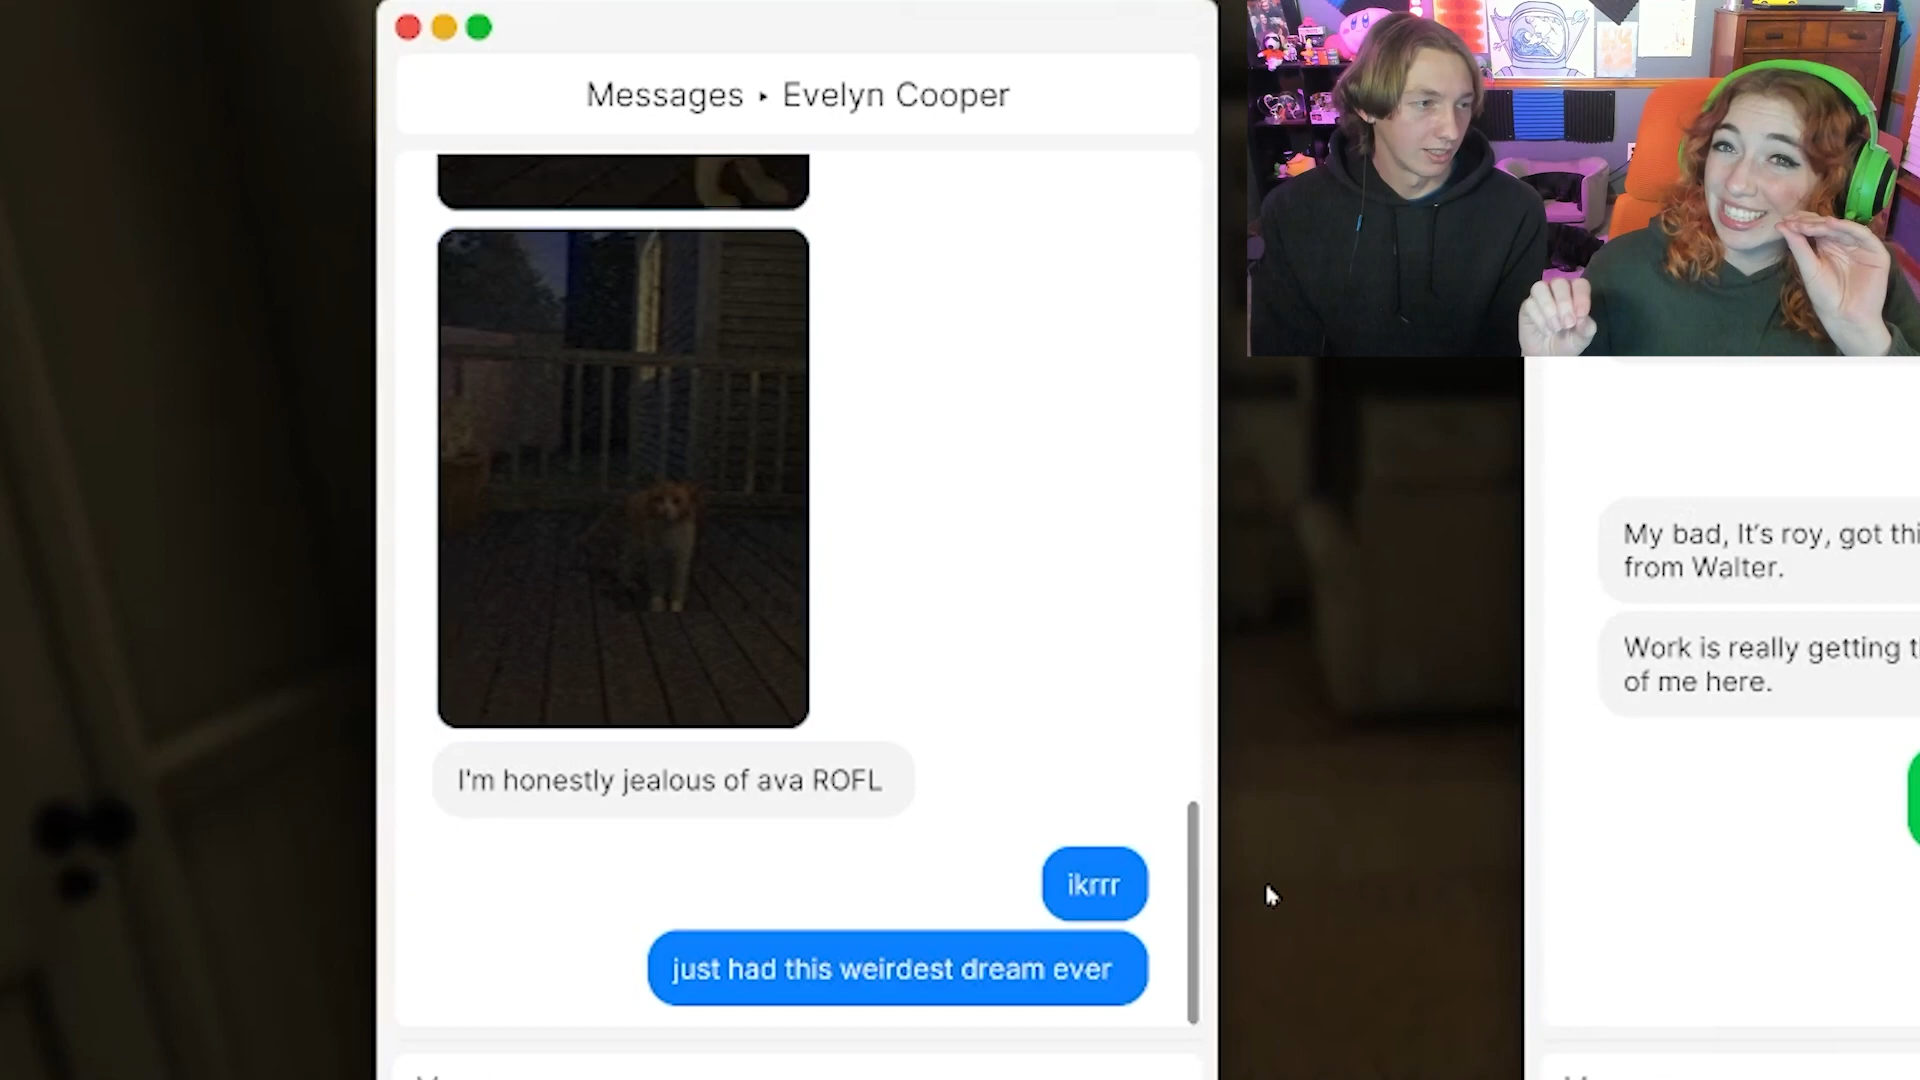 Messages ‣ Evelyn Cooper
I'm honestly jealous of ava ROFL
ikrrr
just had this weirdest dream ever
My bad, It's roy, got
from Walter.
Work is really getting
of me here.